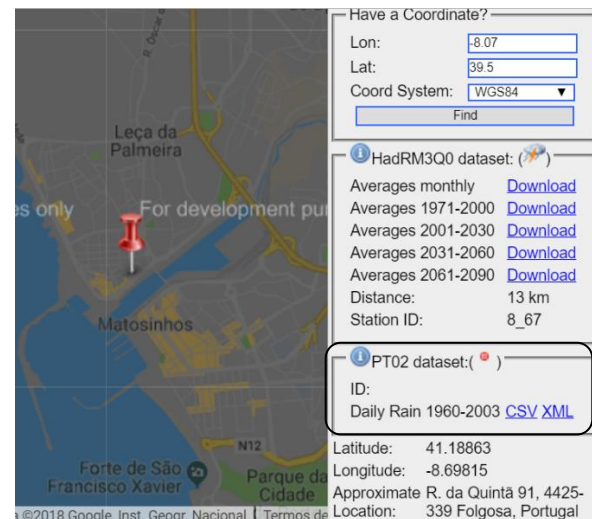 R. Óscar d
Leça da
Palmeira
es only
For development pur
Matosinhos
N12
Forte de São
Francisco Xavier
Parque da
Cidade
©2018 Google, Inst. Geogr. Nacional
Termos de
Have a Coordinate?
Lon: -8.07
Lat: 39.5
Coord System: WGS84 ▼
Find
HadRM3Q0 dataset: ( )
Averages monthly Download
Averages 1971-2000 Download
Averages 2001-2030 Download
Averages 2031-2060 Download
Averages 2061-2090 Download
Distance: 13 km
Station ID: 8_67
PT02 dataset:( )
ID:
Daily Rain 1960-2003 CSV XML
Latitude: 41.18863
Longitude: -8.69815
Approximate R. da Quintã 91, 4425-
Location: 339 Folgosa, Portugal